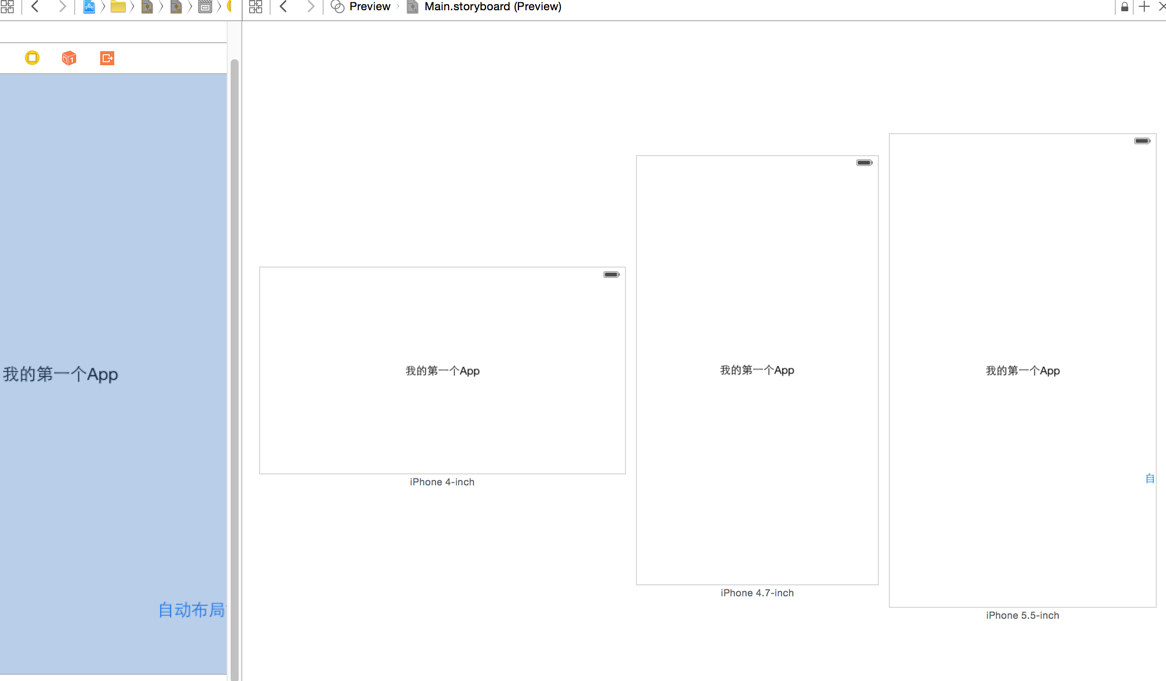 Preview
Main.storyboard (Preview)
我的第一个App
自动布局
我的第一个App
iPhone 4-inch
我的第一个App
iPhone 4.7-inch
我的第一个App
自
iPhone 5.5-inch